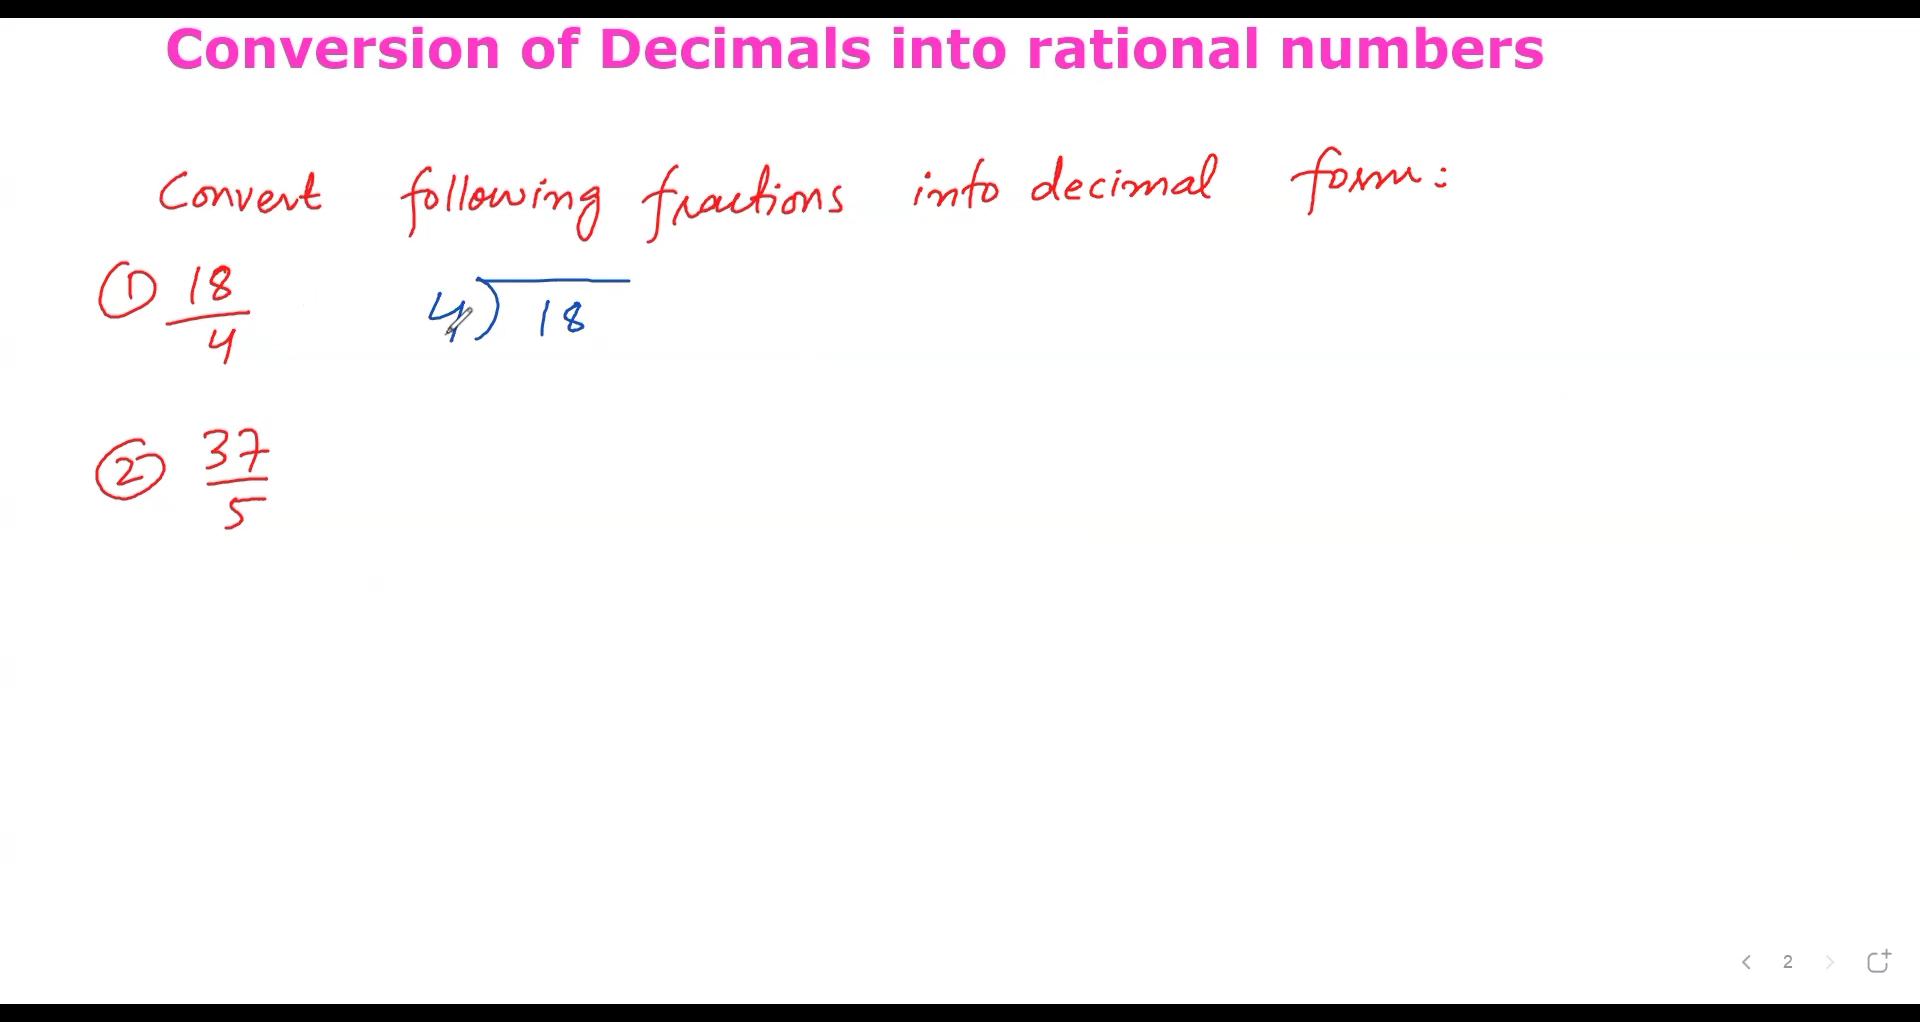 Conversion of Decimals into rational numbers
Convert following fractions into decimal form:
① 18/4 4)18
② 37/5
2